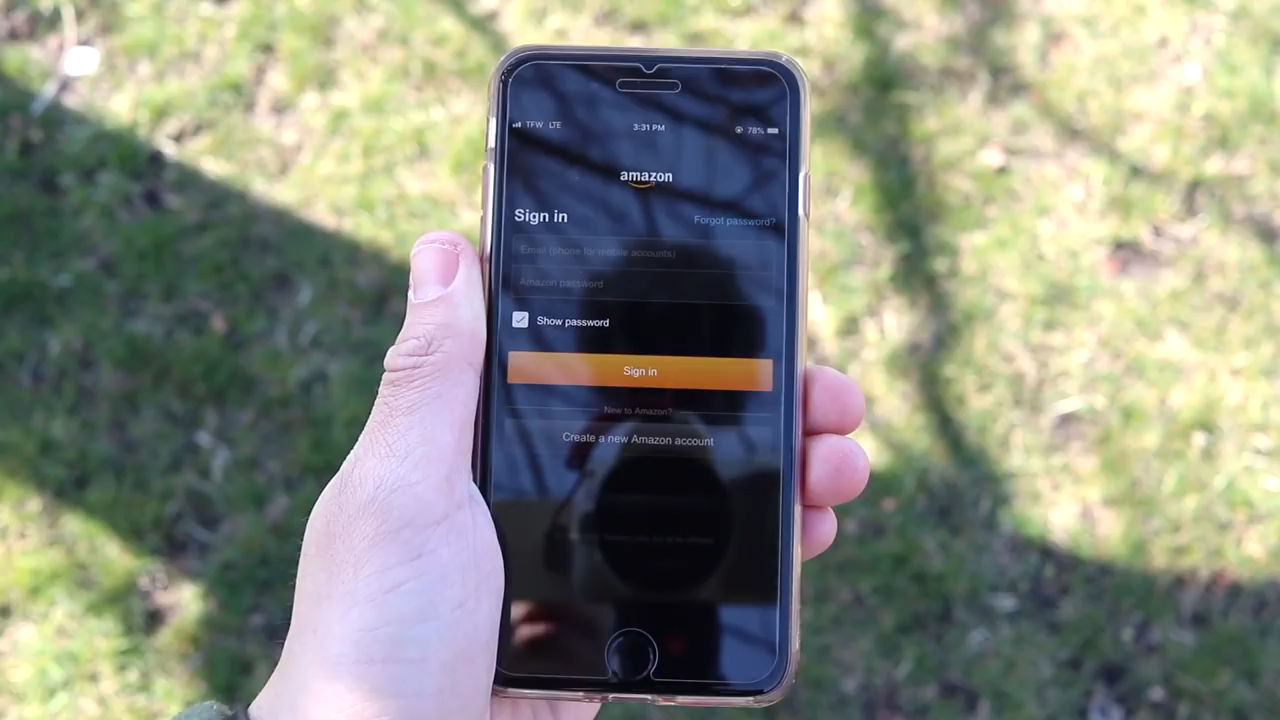 TFW LTE 3:31 PM 78%
amazon
Sign in Forgot password?
Email (phone for mobile accounts)
Amazon password
Show password
Sign in
New to Amazon?
Create a new Amazon account